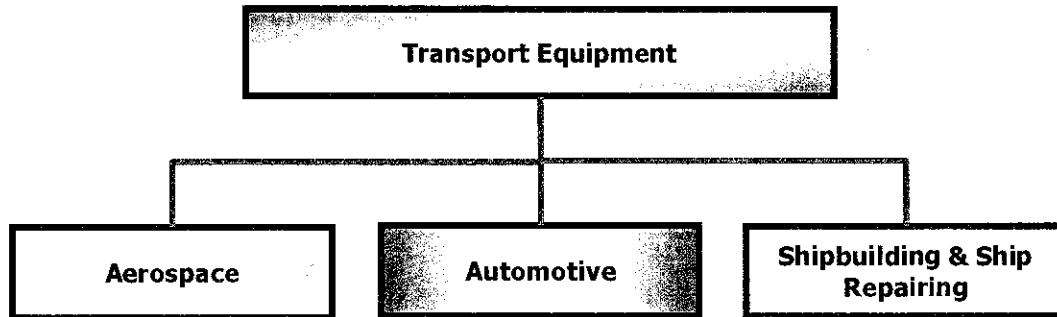 Transport Equipment
Aerospace
Automotive
Shipbuilding & Ship
Repairing